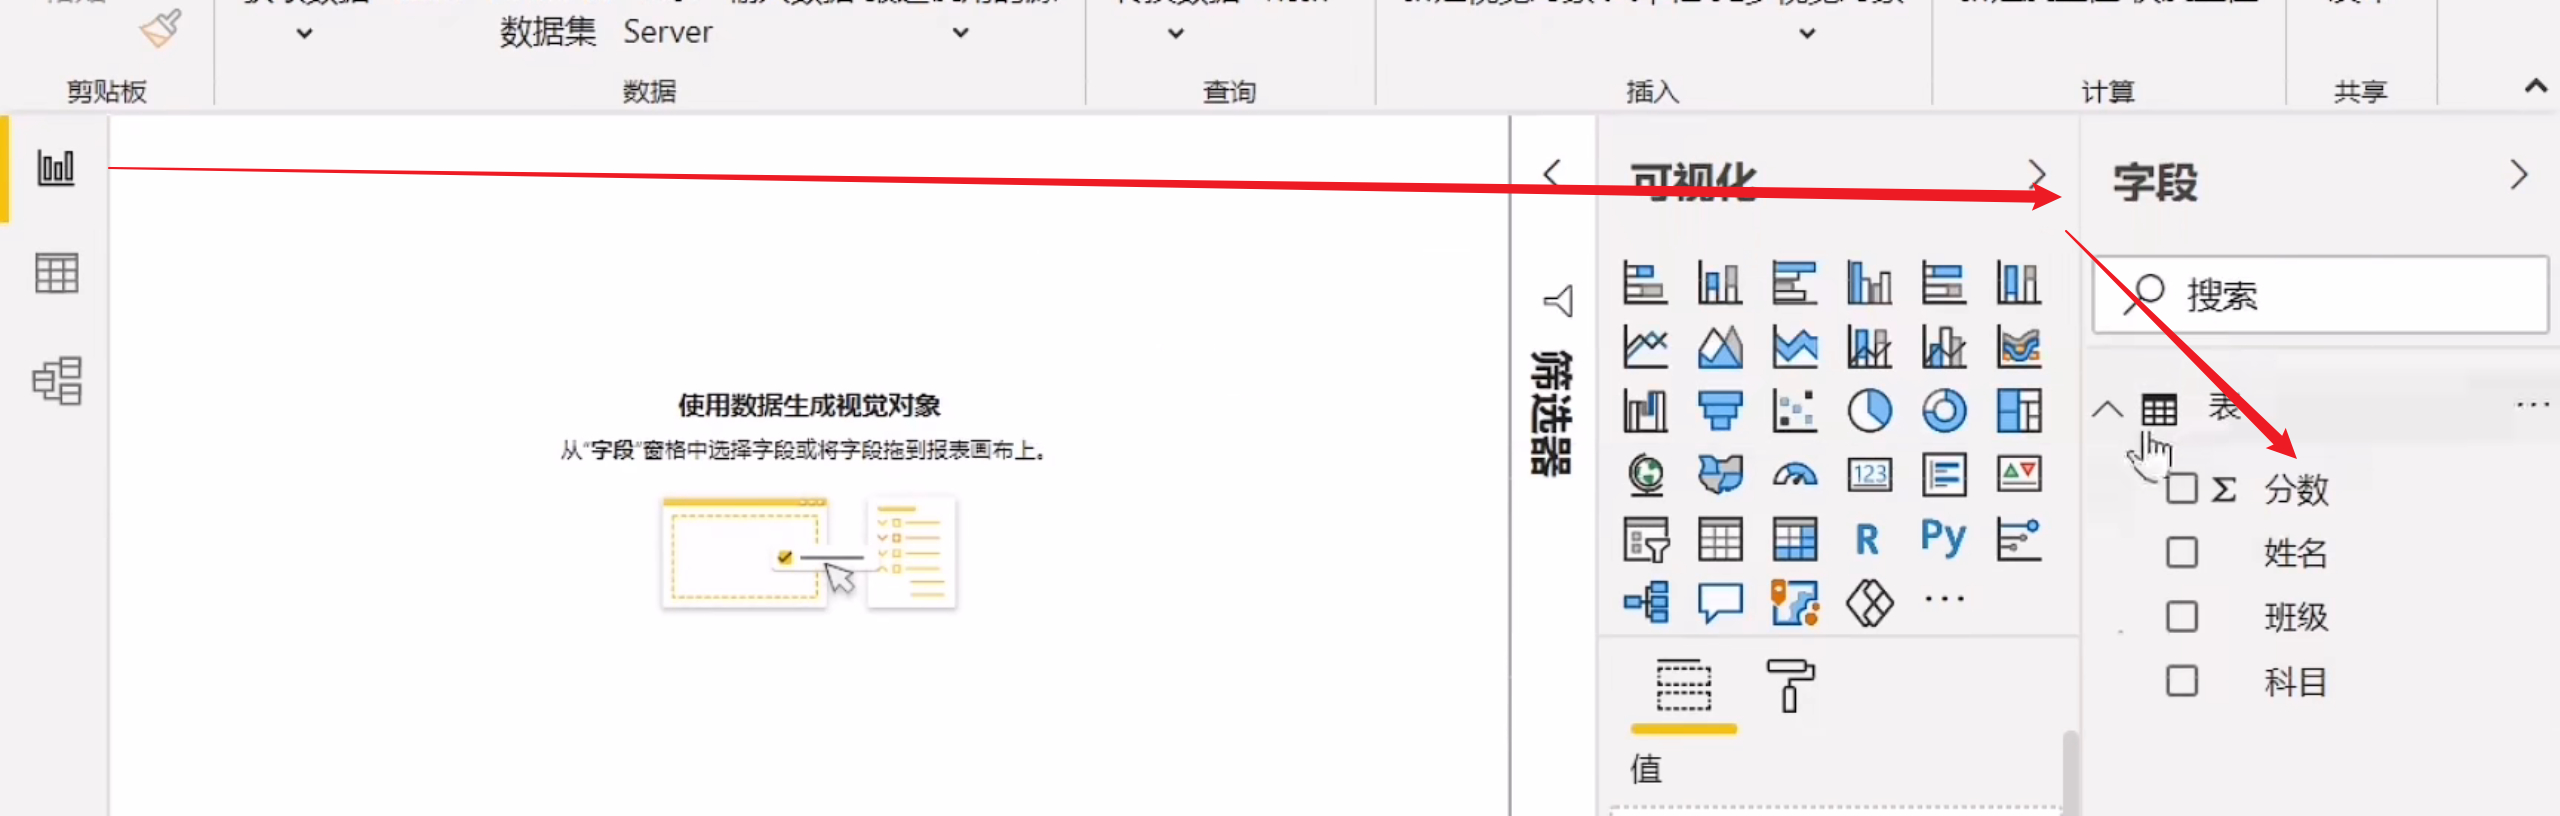 数据集 Server
剪贴板
数据
查询
插入
计算
共享
可视化
字段
搜索
筛选器
表
使用数据生成视觉对象
从"字段"窗格中选择字段或将字段拖到报表画布上。
123
R
Py
Σ 分数
姓名
班级
科目
值